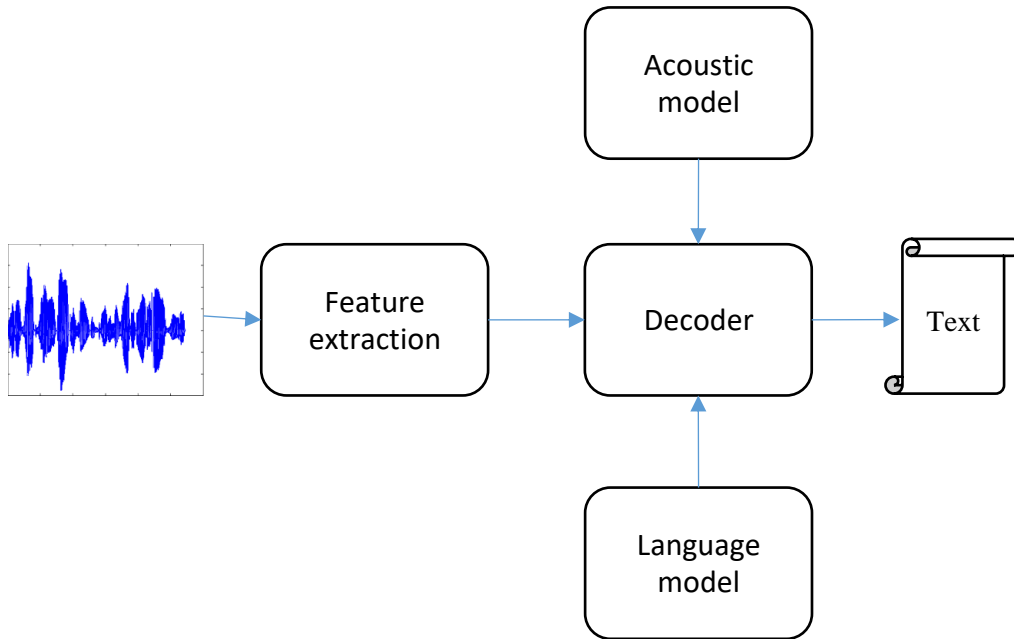 Acoustic
model
Feature
extraction
Decoder
Text
Language
model